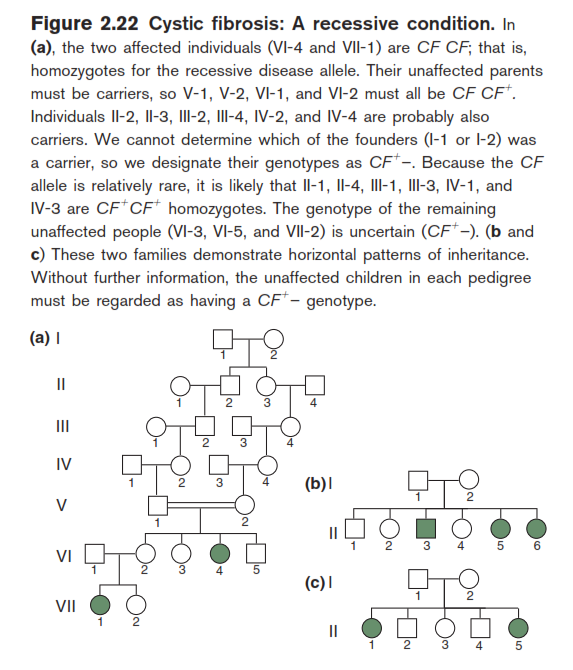 Figure 2.22 Cystic fibrosis: A recessive condition. In
(a), the two affected individuals (VI-4 and VII-1) are CF CF; that is,
homozygotes for the recessive disease allele. Their unaffected parents
must be carriers, so V-1, V-2, VI-1, and VI-2 must all be CF CF⁺.
Individuals II-2, II-3, III-2, III-4, IV-2, and IV-4 are probably also
carriers. We cannot determine which of the founders (I-1 or I-2) was
a carrier, so we designate their genotypes as CF⁺–. Because the CF
allele is relatively rare, it is likely that II-1, II-4, III-1, III-3, IV-1, and
IV-3 are CF⁺CF⁺ homozygotes. The genotype of the remaining
unaffected people (VI-3, VI-5, and VII-2) is uncertain (CF⁺–). (b and
c) These two families demonstrate horizontal patterns of inheritance.
Without further information, the unaffected children in each pedigree
must be regarded as having a CF⁺– genotype.
(a) I
1 2
II
1 2 3 4
III
1 2 3 4
IV
1 2 3 4
V
1 2
VI
1 2 3 4 5
VII
1 2
(b) I
1 2
II
1 2 3 4 5 6
(c) I
1 2
II
1 2 3 4 5